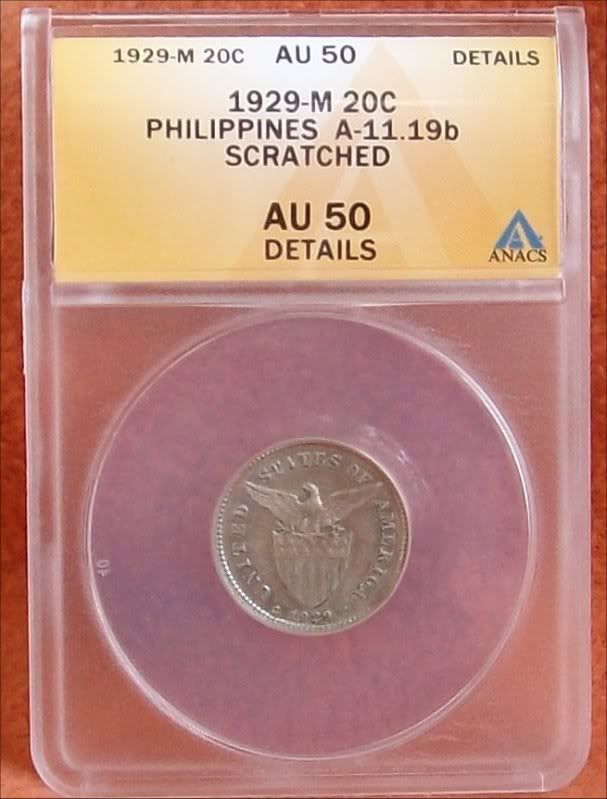 1929-M 20C AU 50 DETAILS
1929-M 20C
PHILIPPINES A-11.19b
SCRATCHED
AU 50
DETAILS
ANACS
UNITED STATES OF AMERICA
1929